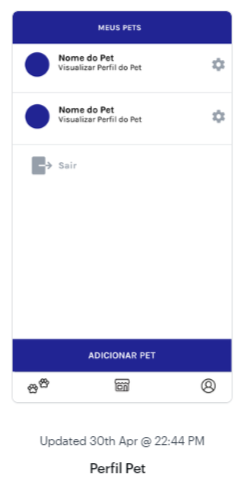 MEUS PETS
Nome do Pet
Visualizar Perfil do Pet
Nome do Pet
Visualizar Perfil do Pet
Sair
ADICIONAR PET
Updated 30th Apr @ 22:44 PM
Perfil Pet